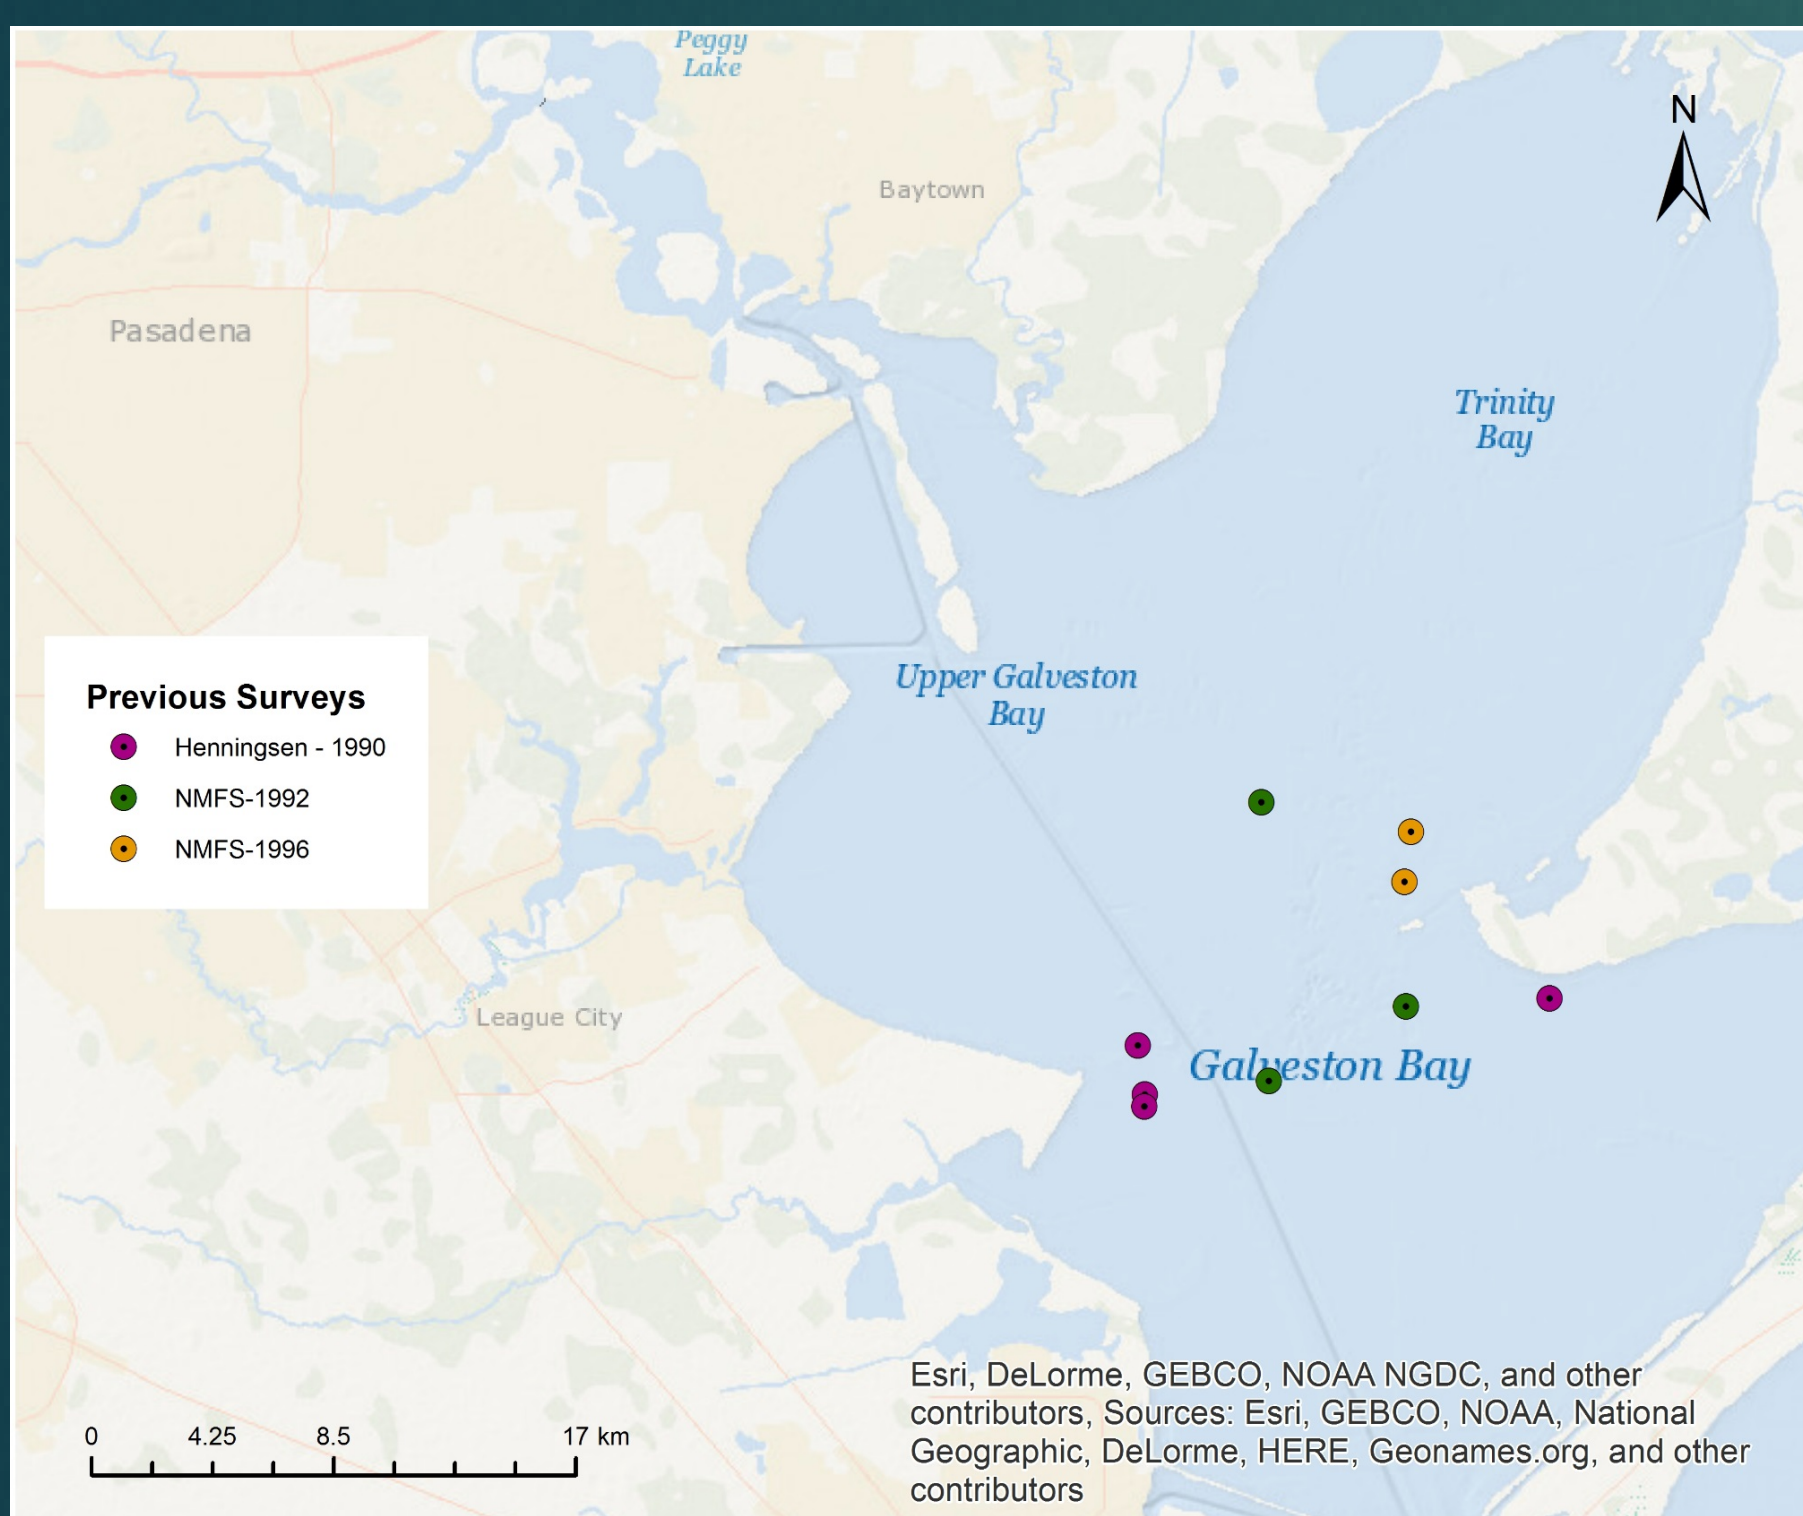 Peggy
Lake
N
Baytown
Pasadena
Trinity
Bay
Upper Galveston
Bay
Previous Surveys
Henningsen - 1990
NMFS-1992
NMFS-1996
League City
Galveston Bay
Esri, DeLorme, GEBCO, NOAA NGDC, and other
contributors, Sources: Esri, GEBCO, NOAA, National
Geographic, DeLorme, HERE, Geonames.org, and other
contributors
0 4.25 8.5 17 km